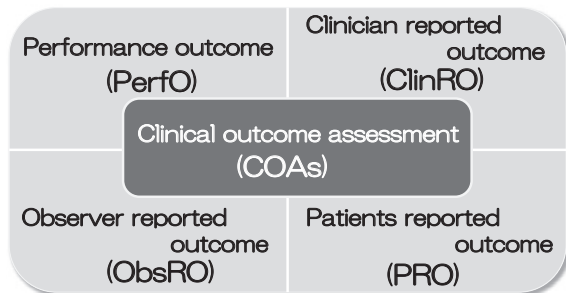 Performance outcome
(PerfO)
Clinician reported
outcome
(ClinRO)
Clinical outcome assessment
(COAs)
Observer reported
outcome
(ObsRO)
Patients reported
outcome
(PRO)